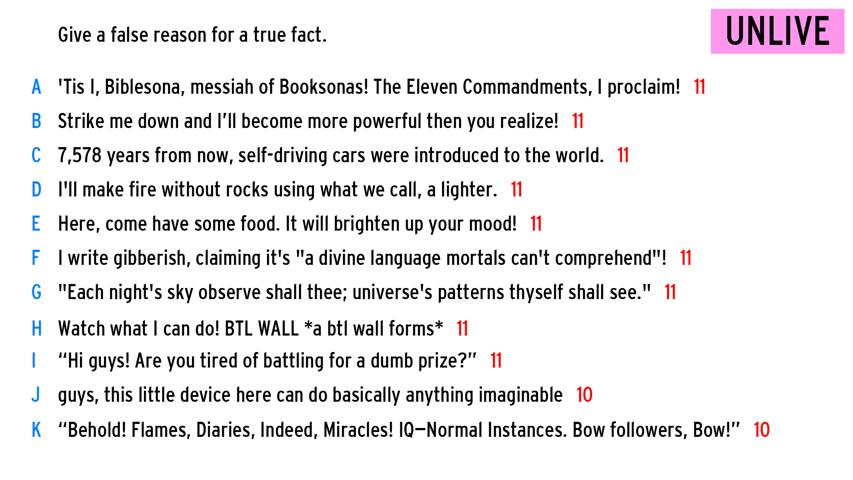 Give a false reason for a true fact.
UNLIVE
A 'Tis I, Biblesona, messiah of Booksonas! The Eleven Commandments, I proclaim! 11
B Strike me down and I'll become more powerful then you realize! 11
C 7,578 years from now, self-driving cars were introduced to the world. 11
D I'll make fire without rocks using what we call, a lighter. 11
E Here, come have some food. It will brighten up your mood! 11
F I write gibberish, claiming it's "a divine language mortals can't comprehend"! 11
G "Each night's sky observe shall thee; universe's patterns thyself shall see." 11
H Watch what I can do! BTL WALL *a btl wall forms* 11
I “Hi guys! Are you tired of battling for a dumb prize?” 11
J guys, this little device here can do basically anything imaginable 10
K “Behold! Flames, Diaries, Indeed, Miracles! IQ—Normal Instances. Bow followers, Bow!” 10